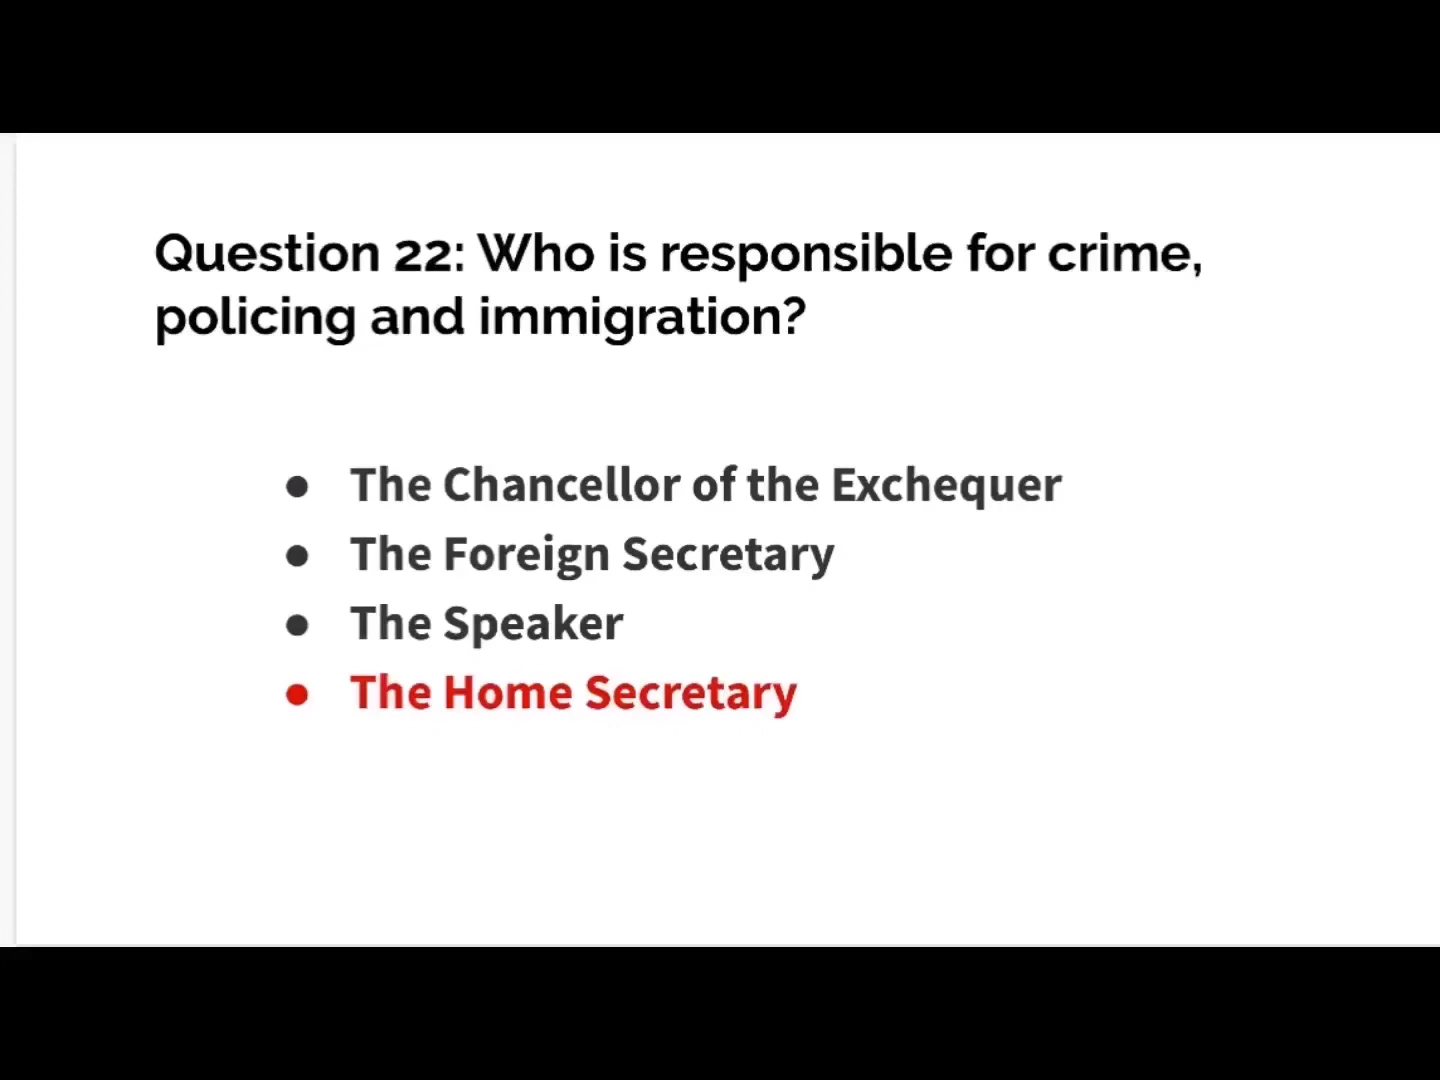 Question 22: Who is responsible for crime,
policing and immigration?
● The Chancellor of the Exchequer
● The Foreign Secretary
● The Speaker
● The Home Secretary